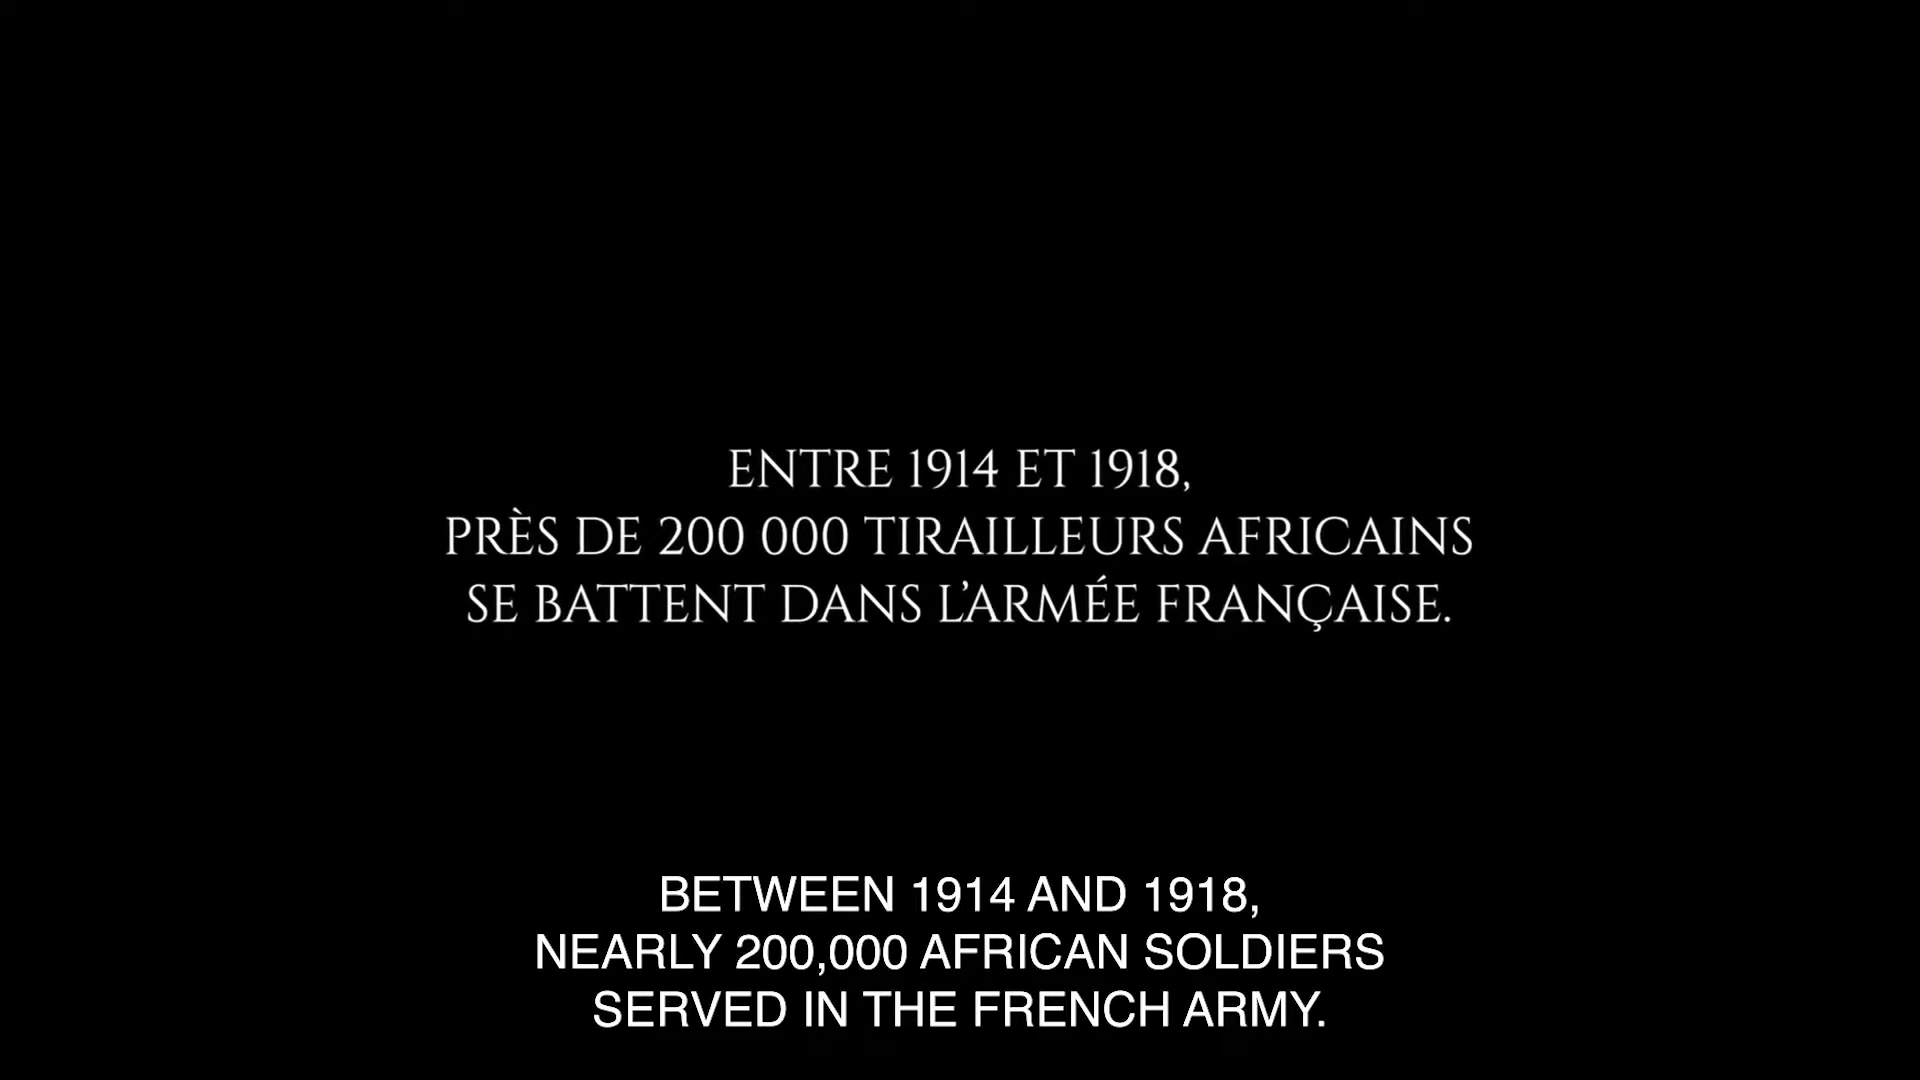 ENTRE 1914 ET 1918,
PRÈS DE 200 000 TIRAILLEURS AFRICAINS
SE BATTENT DANS L’ARMÉE FRANÇAISE.
BETWEEN 1914 AND 1918,
NEARLY 200,000 AFRICAN SOLDIERS
SERVED IN THE FRENCH ARMY.